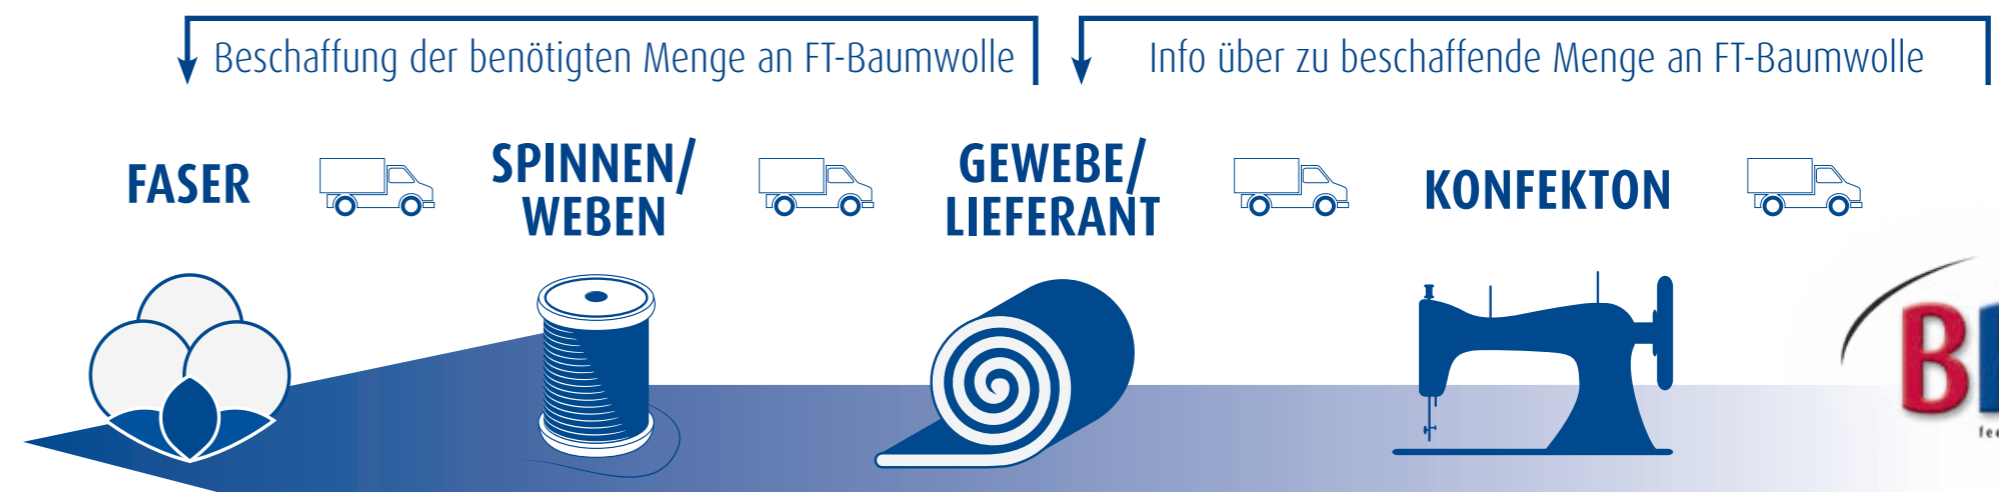 Beschaffung der benötigten Menge an FT-Baumwolle
Info über zu beschaffende Menge an FT-Baumwolle
FASER
SPINNEN/
WEBEN
GEWEBE/
LIEFERANT
KONFEKTON